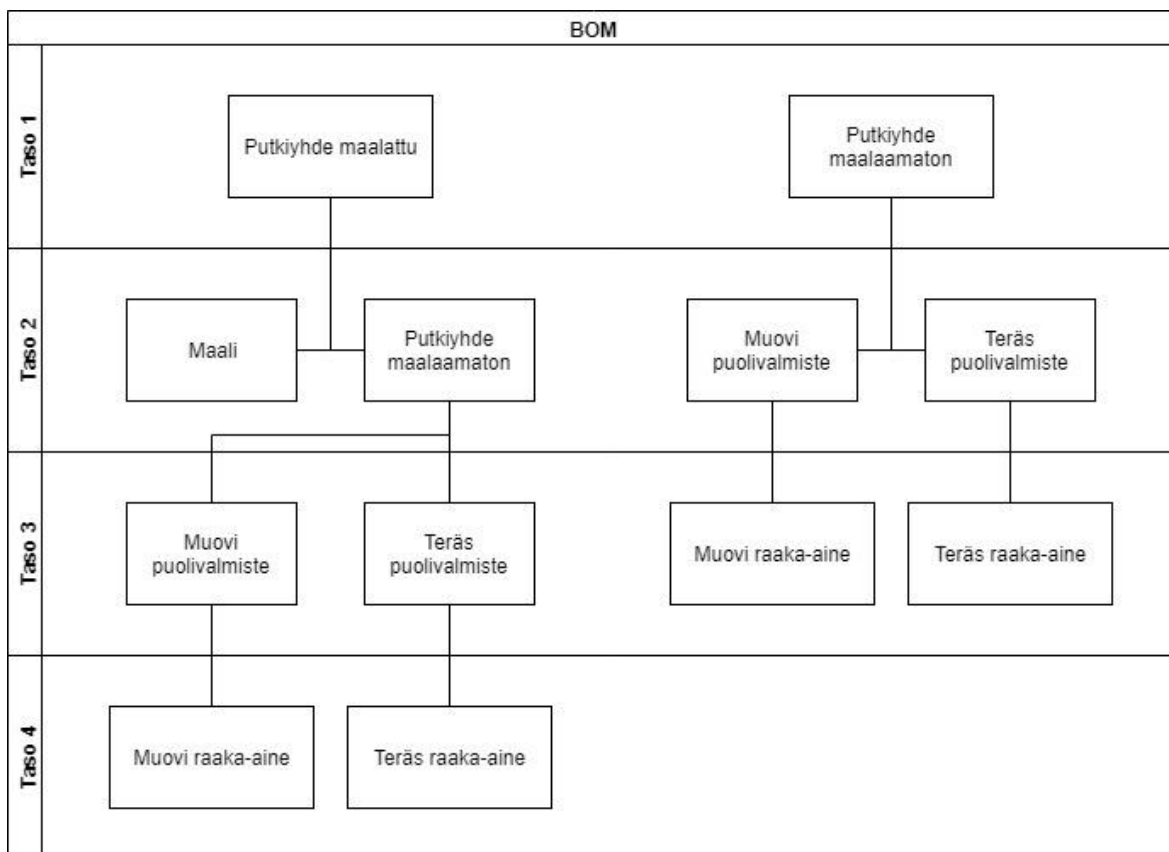 BOM
Taso 1
Putkiyhde maalattu
Putkiyhde
maalaamaton
Taso 2
Maali
Putkiyhde
maalaamaton
Muovi
puolivalmiste
Teräs
puolivalmiste
Taso 3
Muovi
puolivalmiste
Teräs
puolivalmiste
Muovi raaka-aine
Teräs raaka-aine
Taso 4
Muovi raaka-aine
Teräs raaka-aine